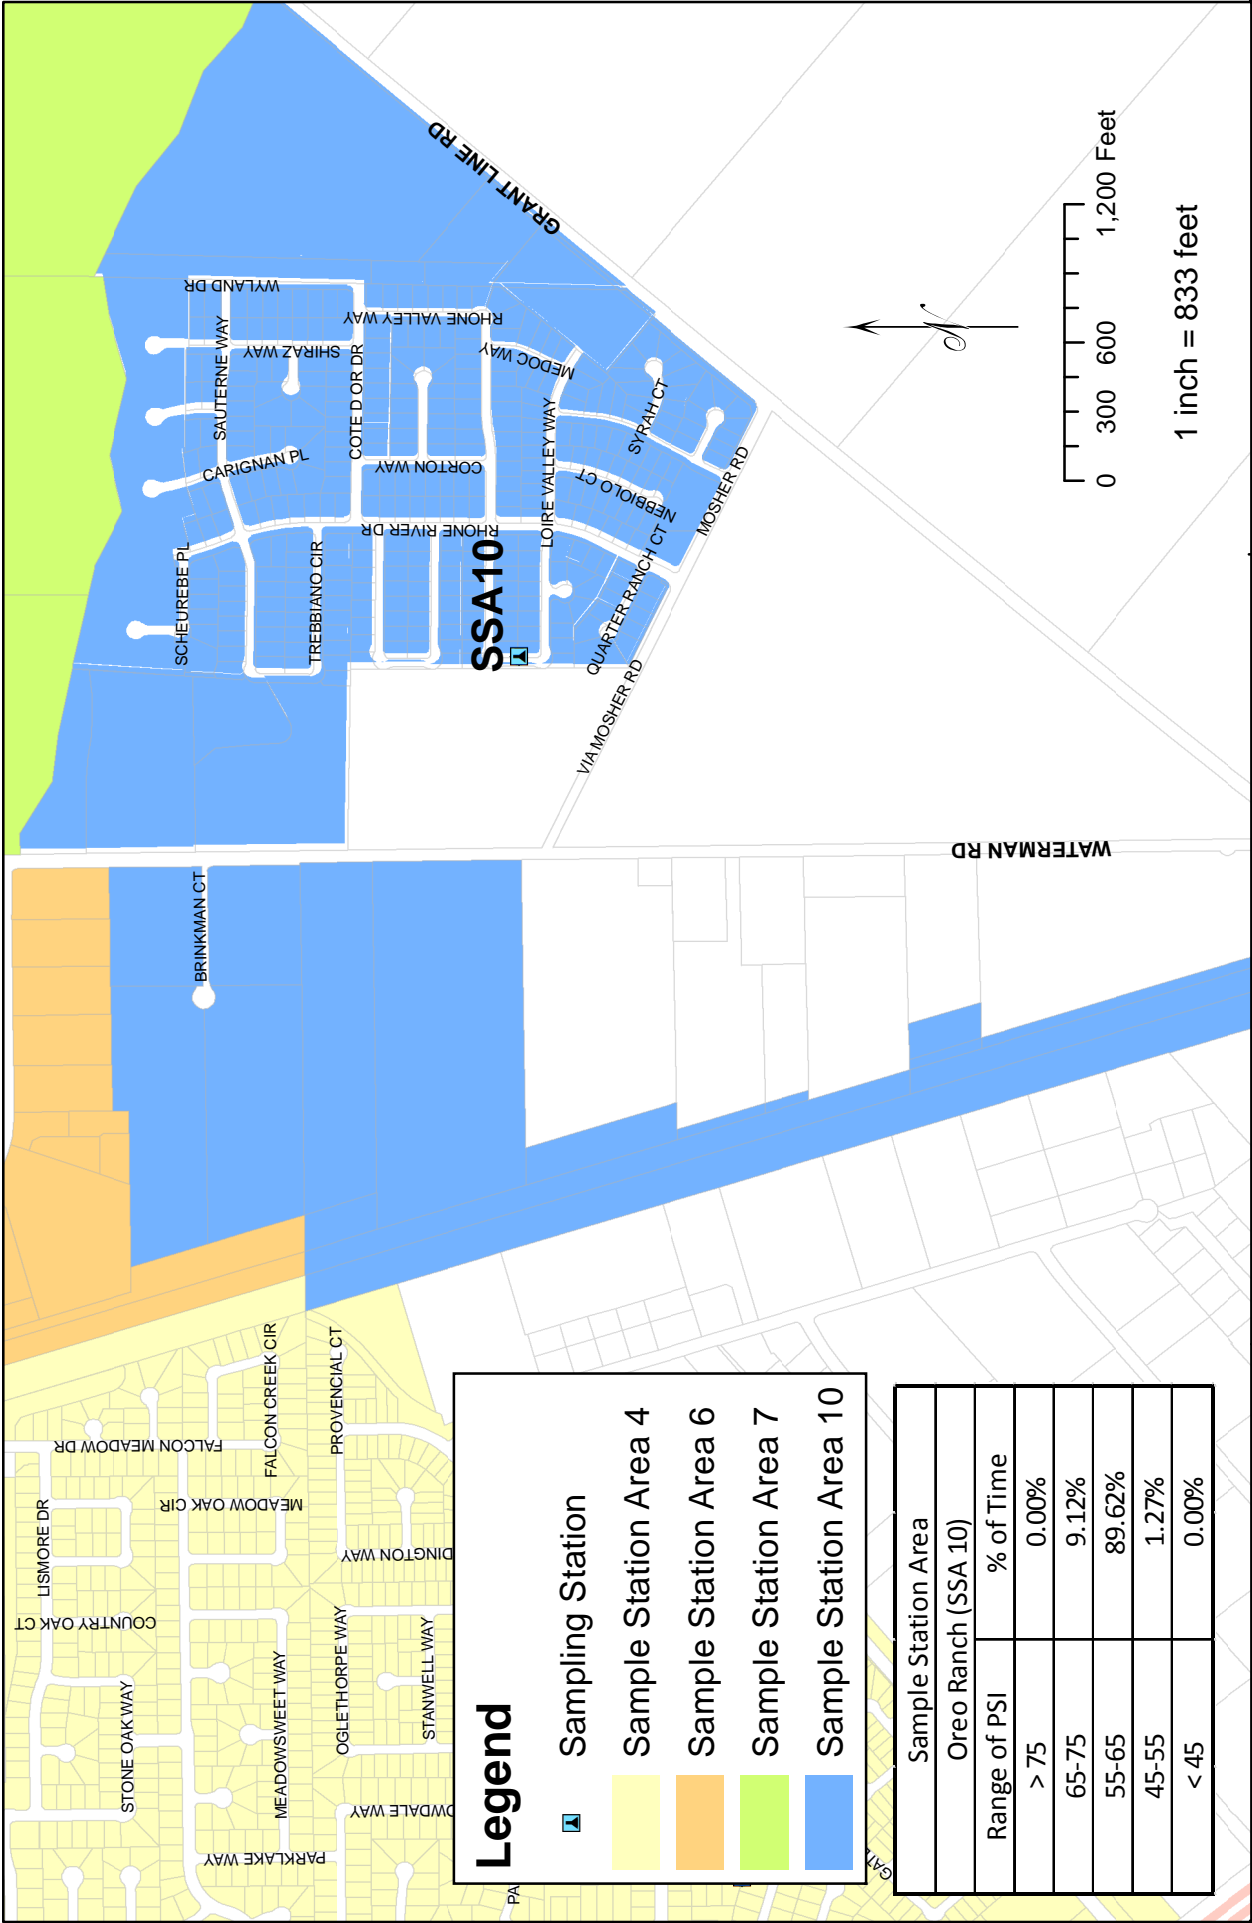 LISMORE DR
COUNTRY OAK CT
STONE OAK WAY
FALCON MEADOW DR
MEADOW OAK CIR
FALCON CREEK CIR
MEADOWSWEET WAY
PARKLAKE WAY
PROVENCIAL CT
DINGTON WAY
OGLETHORPE WAY
STANWELL WAY
OWDALE WAY
PA
GATE
BRINKMAN CT
WATERMAN RD
SCHEUREBE PL
CARIGNAN PL
SAUTERNE WAY
WYLAND DR
SHIRAZ WAY
TREBBIANO CIR
COTE D OR DR
RHONE VALLEY WAY
CORTON WAY
RHONE RIVER DR
SSA10
MEDOC WAY
LOIRE VALLEY WAY
NEBBIOLO CT
SYRAH CT
QUARTER RANCH CT
VIA MOSHER RD
MOSHER RD
GRANT LINE RD
Legend
Sampling Station
Sample Station Area 4
Sample Station Area 6
Sample Station Area 7
Sample Station Area 10
Sample Station Area
Oreo Ranch (SSA 10)
Range of PSI % of Time
> 75 0.00%
65-75 9.12%
55-65 89.62%
45-55 1.27%
< 45 0.00%
N
0 300 600 1,200 Feet
1 inch = 833 feet